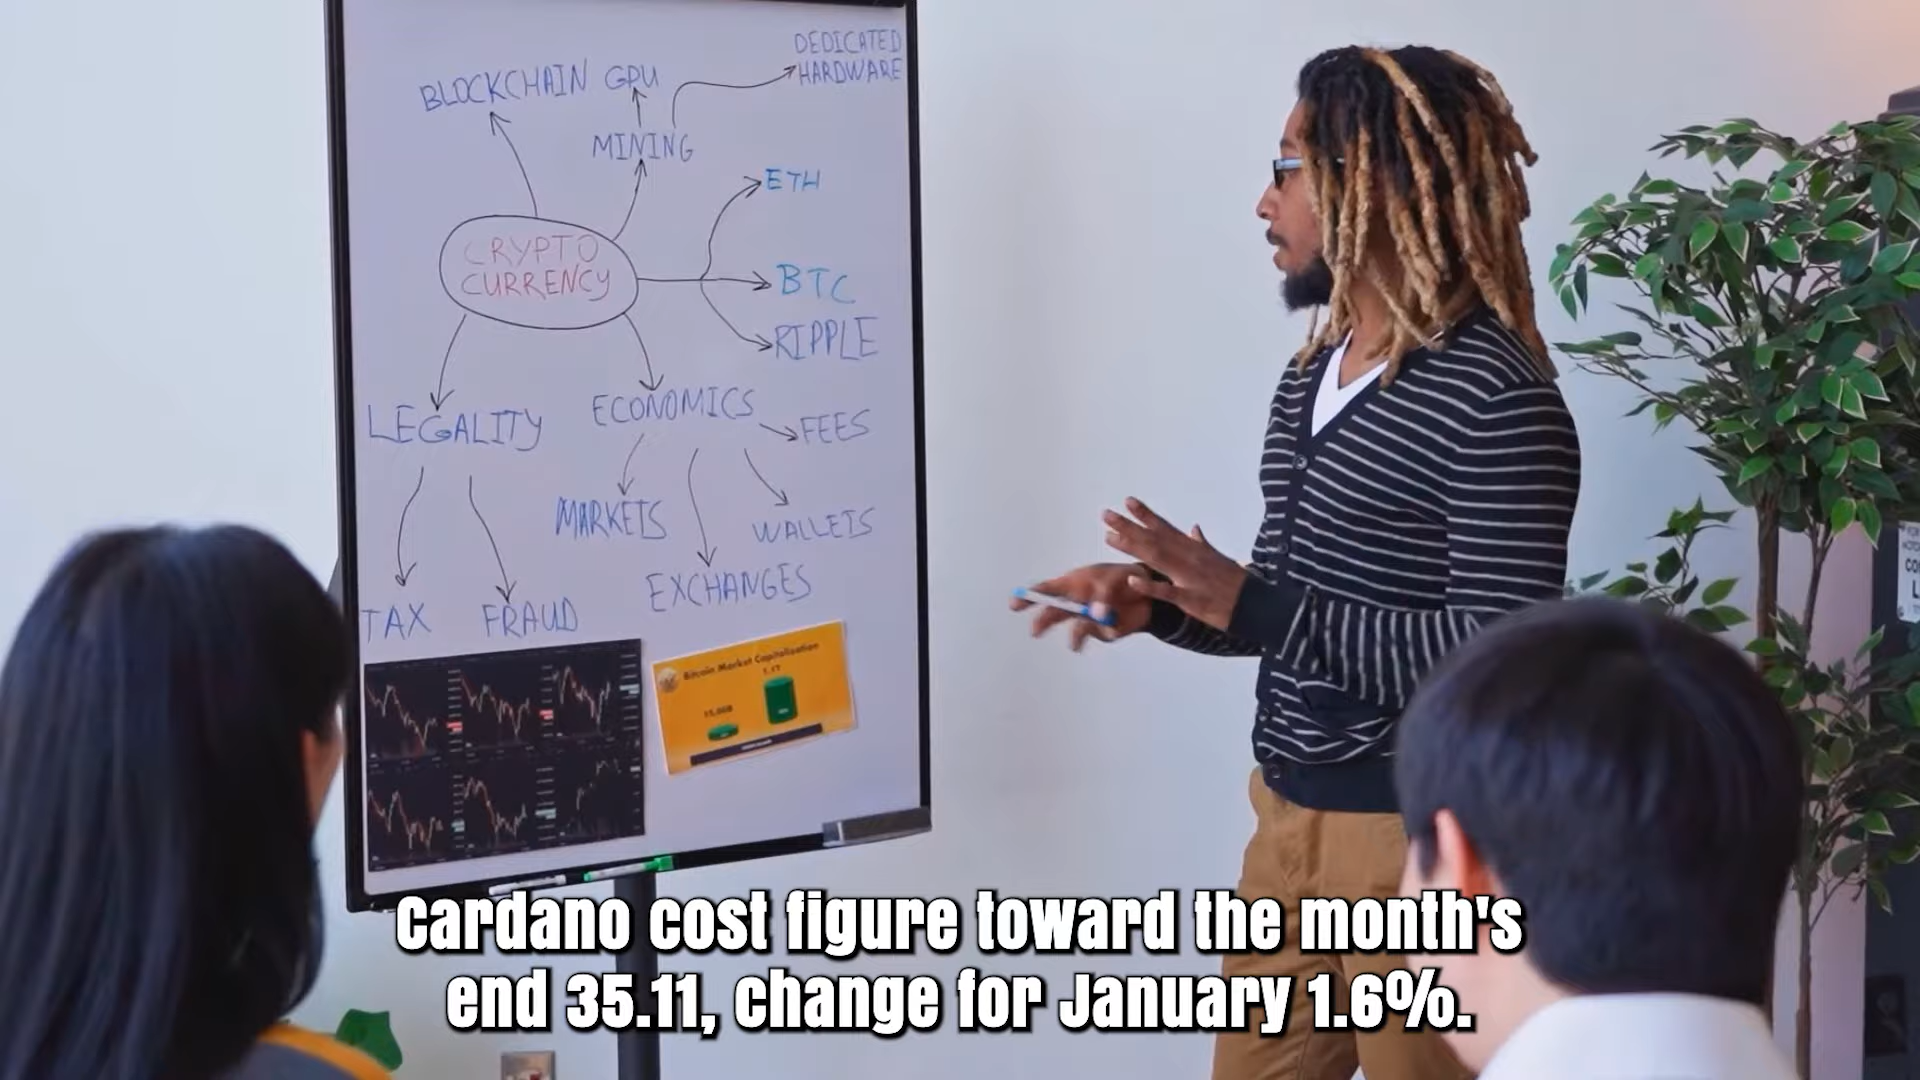 DEDICATED
HARDWARE
BLOCKCHAIN GPU
MINING
ETH
CRYPTO
CURRENCY
BTC
RIPPLE
LEGALITY
ECONOMICS
FEES
MARKETS
WALLETS
EXCHANGES
TAX FRAUD
Bitcoin Market Capitalisation
Cardano cost figure toward the month's
end 35.11, change for January 1.6%.